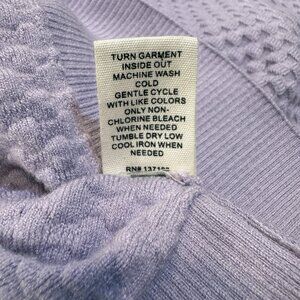 TURN GARMENT
INSIDE OUT
MACHINE WASH
COLD
GENTLE CYCLE
WITH LIKE COLORS
ONLY NON-
CHLORINE BLEACH
WHEN NEEDED
TUMBLE DRY LOW
COOL IRON WHEN
NEEDED
RN#